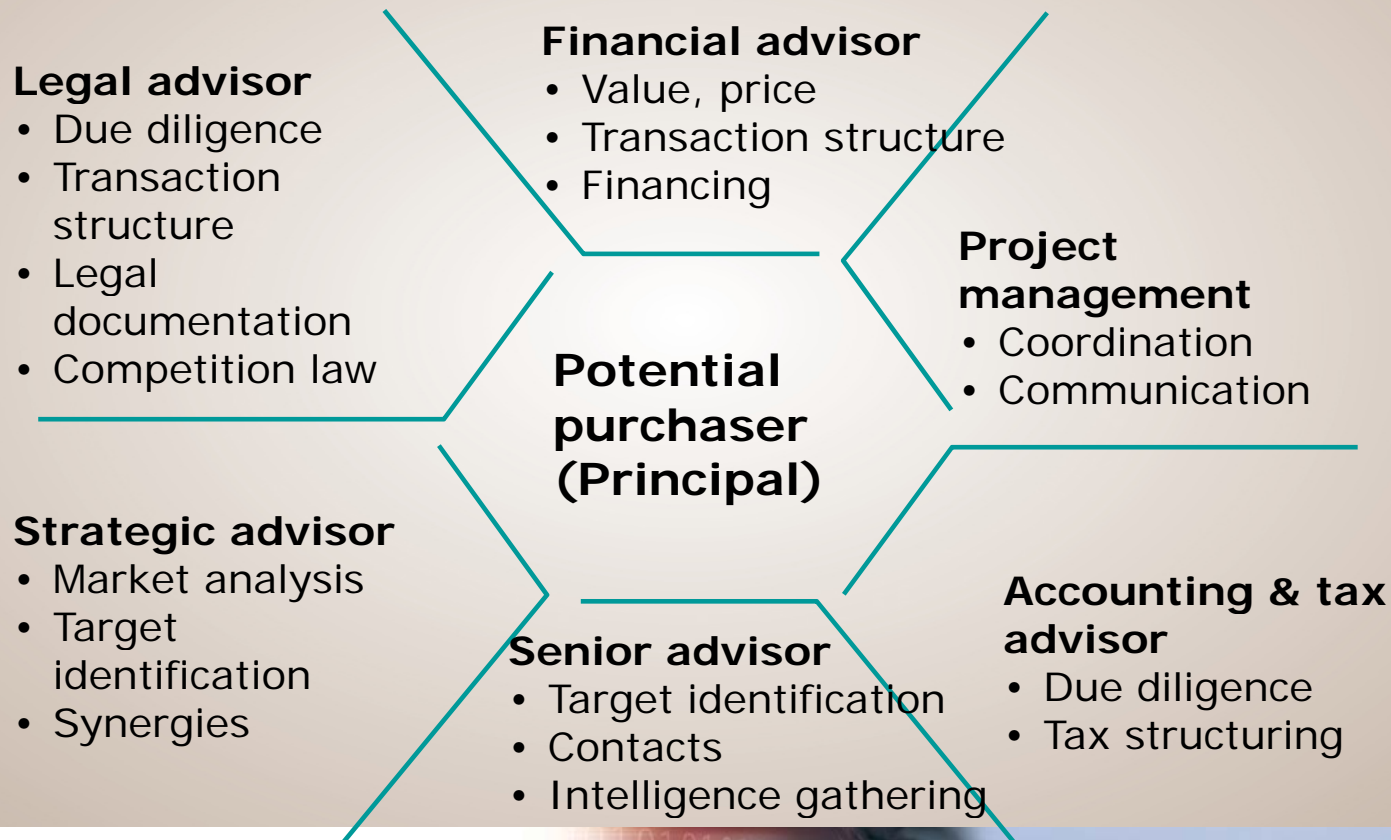 Financial advisor
• Value, price
• Transaction structure
• Financing
Legal advisor
• Due diligence
• Transaction
structure
• Legal
documentation
• Competition law
Project
management
• Coordination
• Communication
Potential
purchaser
(Principal)
Strategic advisor
• Market analysis
• Target
identification
• Synergies
Senior advisor
• Target identification
• Contacts
• Intelligence gathering
Accounting & tax
advisor
• Due diligence
• Tax structuring